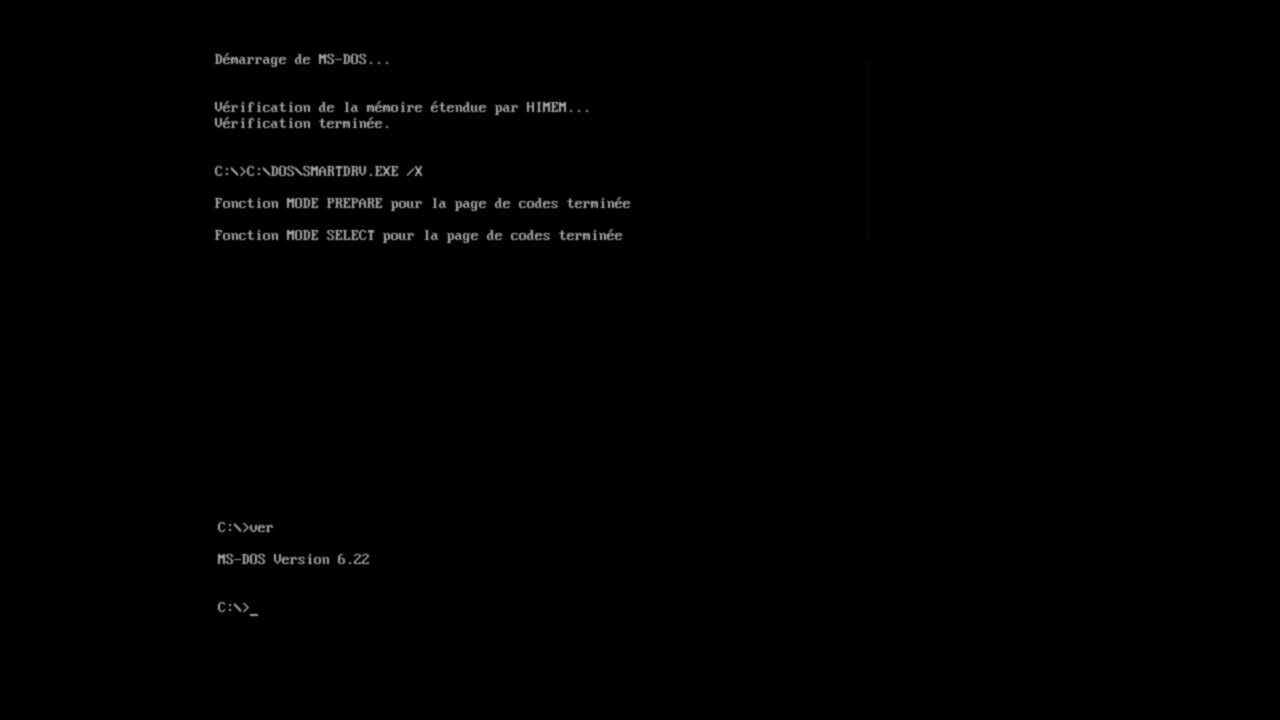 Démarrage de MS-DOS...
Vérification de la mémoire étendue par HIMEM...
Vérification terminée.
C:\>C:\DOS\SMARTDRV.EXE /X
Fonction MODE PREPARE pour la page de codes terminée
Fonction MODE SELECT pour la page de codes terminée
C:\>ver
MS-DOS Version 6.22
C:\>_